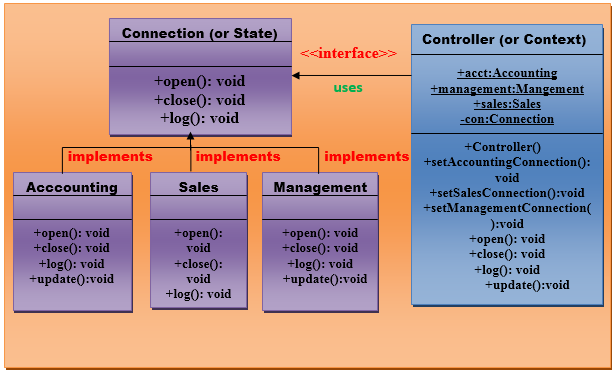 Connection (or State)
+open(): void
+close(): void
+log(): void
<<interface>>
uses
Controller (or Context)
+acct:Accounting
+management:Mangement
+sales:Sales
-con:Connection
+Controller()
+setAccountingConnection():
void
+setSalesConnection():void
+setManagementConnection(
):void
+open(): void
+close(): void
+log(): void
+update():void
implements
implements
implements
Acccounting
+open(): void
+close(): void
+log(): void
+update():void
Sales
+open():
void
+close():
void
+log(): void
Management
+open(): void
+close(): void
+log(): void
+update():void